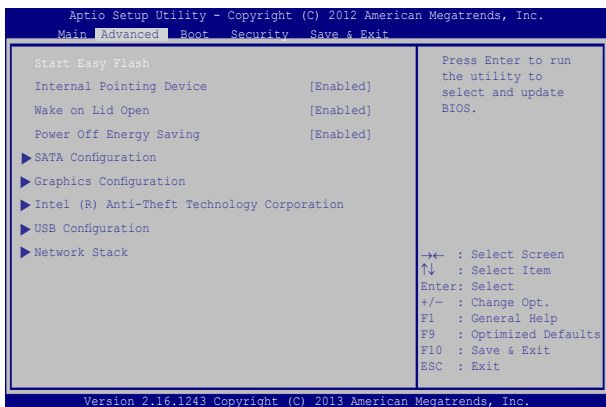 Aptio Setup Utility - Copyright (C) 2012 American Megatrends, Inc.
Main Advanced Boot Security Save & Exit
Start Easy Flash
Internal Pointing Device [Enabled]
Wake on Lid Open [Enabled]
Power Off Energy Saving [Enabled]
SATA Configuration
Graphics Configuration
Intel (R) Anti-Theft Technology Corporation
USB Configuration
Network Stack
Press Enter to run
the utility to
select and update
BIOS.
→← : Select Screen
↑↓ : Select Item
Enter: Select
+/— : Change Opt.
F1 : General Help
F9 : Optimized Defaults
F10 : Save & Exit
ESC : Exit
Version 2.16.1243 Copyright (C) 2013 American Megatrends, Inc.